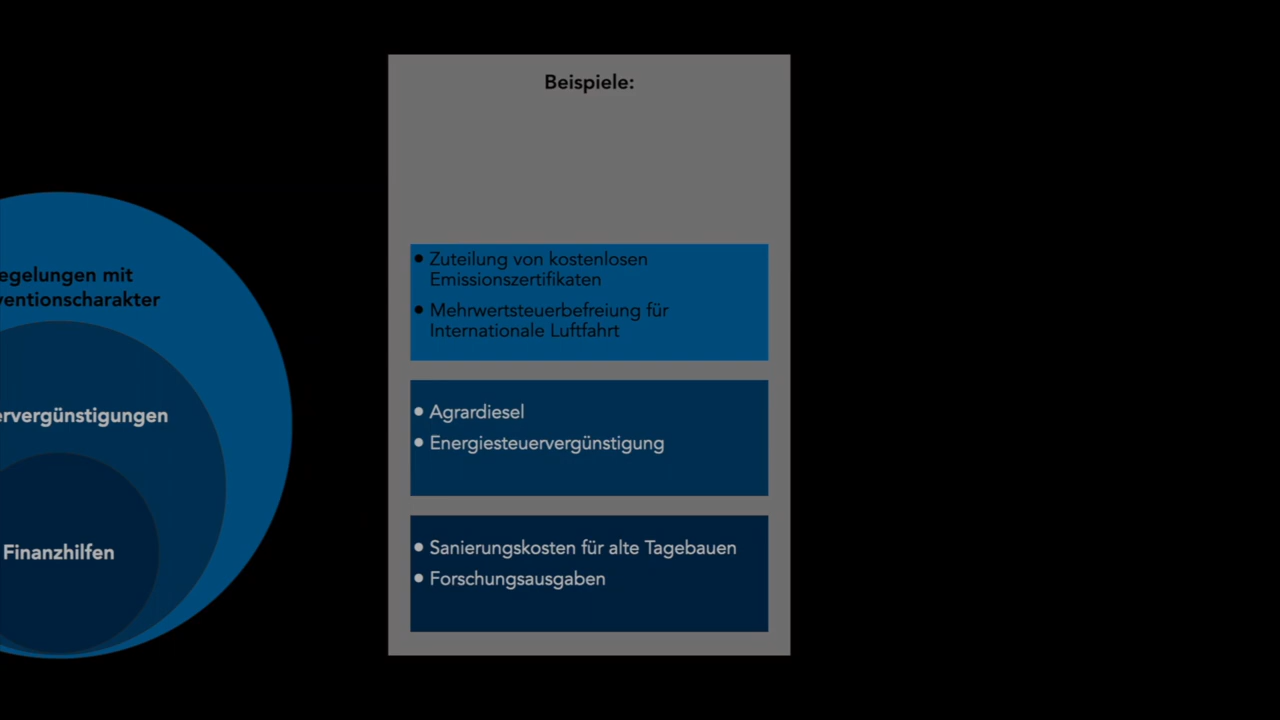 Beispiele:
egelungen mit
ventionscharakter
ervergünstigungen
Finanzhilfen
● Zuteilung von kostenlosen
Emissionszertifikaten
● Mehrwertsteuerbefreiung für
Internationale Luftfahrt
● Agrardiesel
● Energiesteuervergünstigung
● Sanierungskosten für alte Tagebauen
● Forschungsausgaben